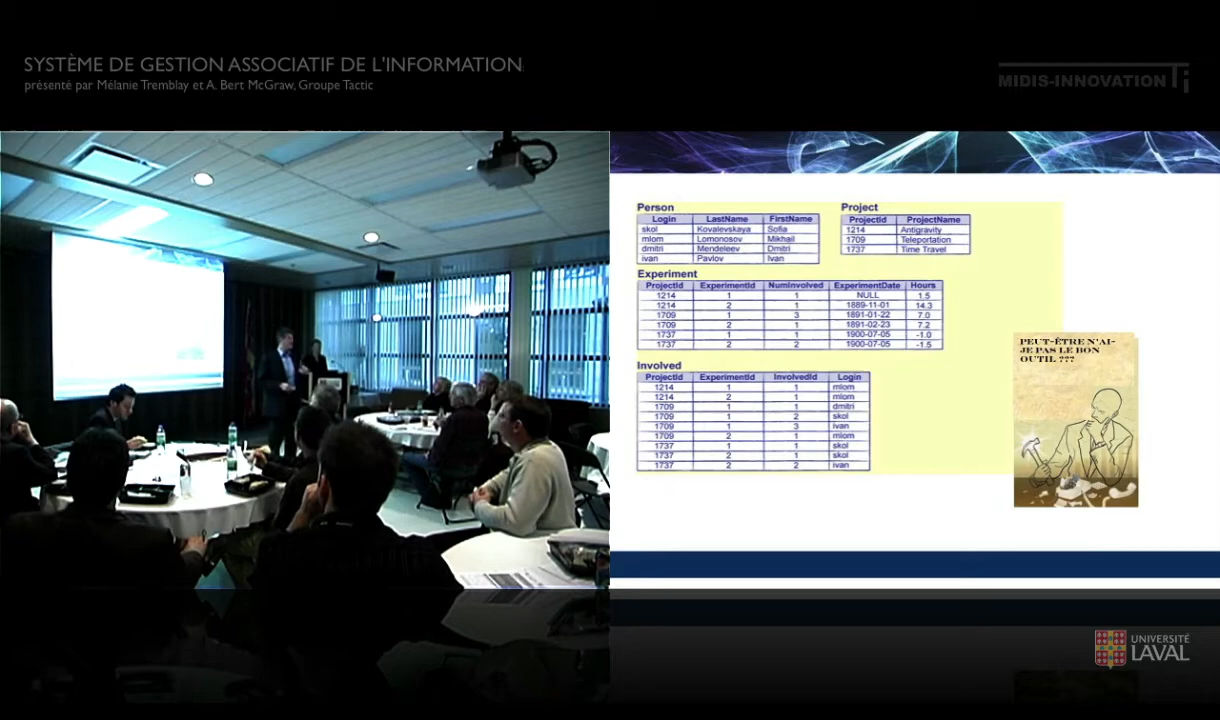 SYSTÈME DE GESTION ASSOCIATIF DE L'INFORMATION
présenté par Mélanie Tremblay et A. Bert McGraw, Groupe Tactic
MIDIS-INNOVATION Ti
Person
Login LastName FirstName
skol Kovalevskaya Sofia
mlom Lomonosov Mikhail
dmitri Mendeleev Dmitri
ivan Pavlov Ivan
Project
ProjectId ProjectName
1214 Antigravity
1709 Teleportation
1737 Time Travel
Experiment
ProjectId ExperimentId NumInvolved ExperimentDate Hours
1214 1 1 NULL 1.5
1214 2 1 1889-11-01 14.3
1709 1 3 1891-01-22 7.0
1709 2 1 1891-02-23 7.2
1737 1 1 1900-07-05 -1.0
1737 2 2 1900-07-05 -1.5
Involved
ProjectId ExperimentId InvolvedId Login
1214 1 1 mlom
1214 2 1 mlom
1709 1 1 dmitri
1709 1 2 skol
1709 1 3 ivan
1709 2 1 mlom
1737 1 1 skol
1737 2 1 skol
1737 2 2 ivan
PEUT-ÊTRE N'AI-
JE PAS LE BON
OUTIL ???
UNIVERSITÉ
LAVAL